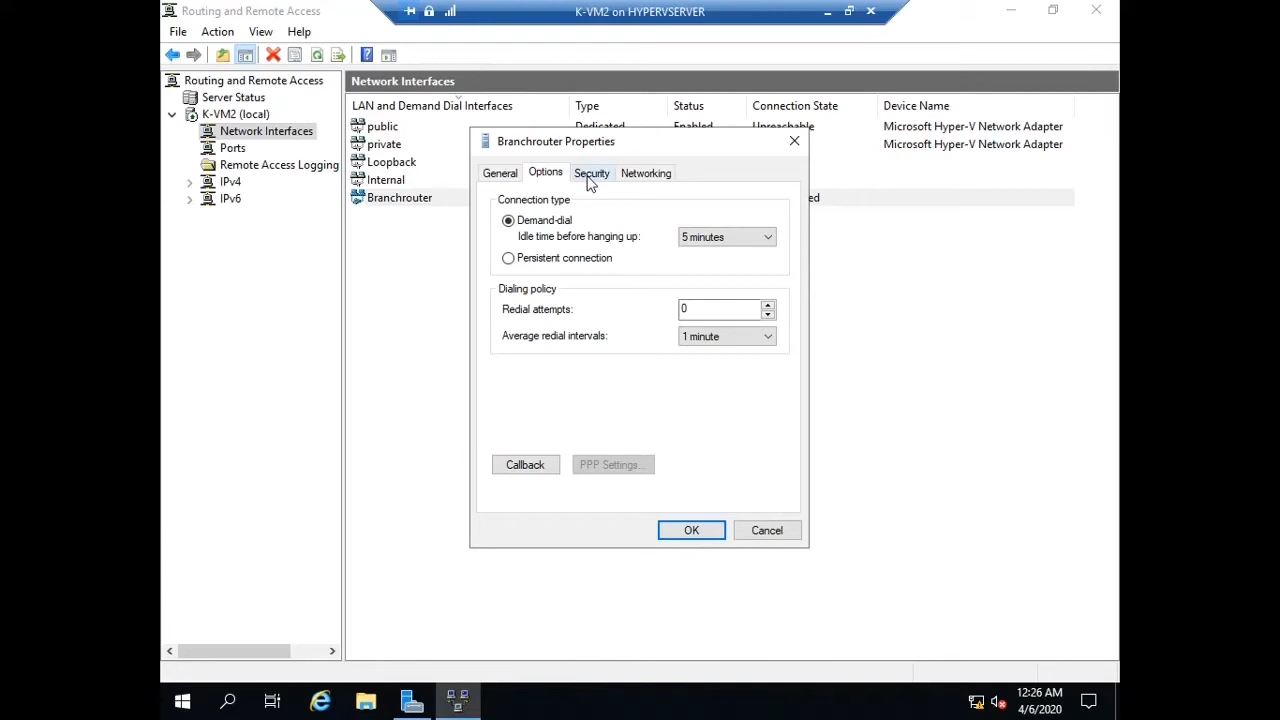 Routing and Remote Access
K-VM2 on HYPERVSERVER
File Action View Help
Routing and Remote Access
Server Status
K-VM2 (local)
Network Interfaces
Ports
Remote Access Logging
IPv4
IPv6
Network Interfaces
LAN and Demand Dial Interfaces Type Status Connection State Device Name
public Dedicated Enabled Unreachable Microsoft Hyper-V Network Adapter
private Microsoft Hyper-V Network Adapter
Loopback
Internal
Branchrouter
Branchrouter Properties
General Options Security Networking
Connection type
Demand-dial
Idle time before hanging up: 5 minutes
Persistent connection
Dialing policy
Redial attempts: 0
Average redial intervals: 1 minute
Callback PPP Settings...
OK Cancel
12:26 AM
4/6/2020